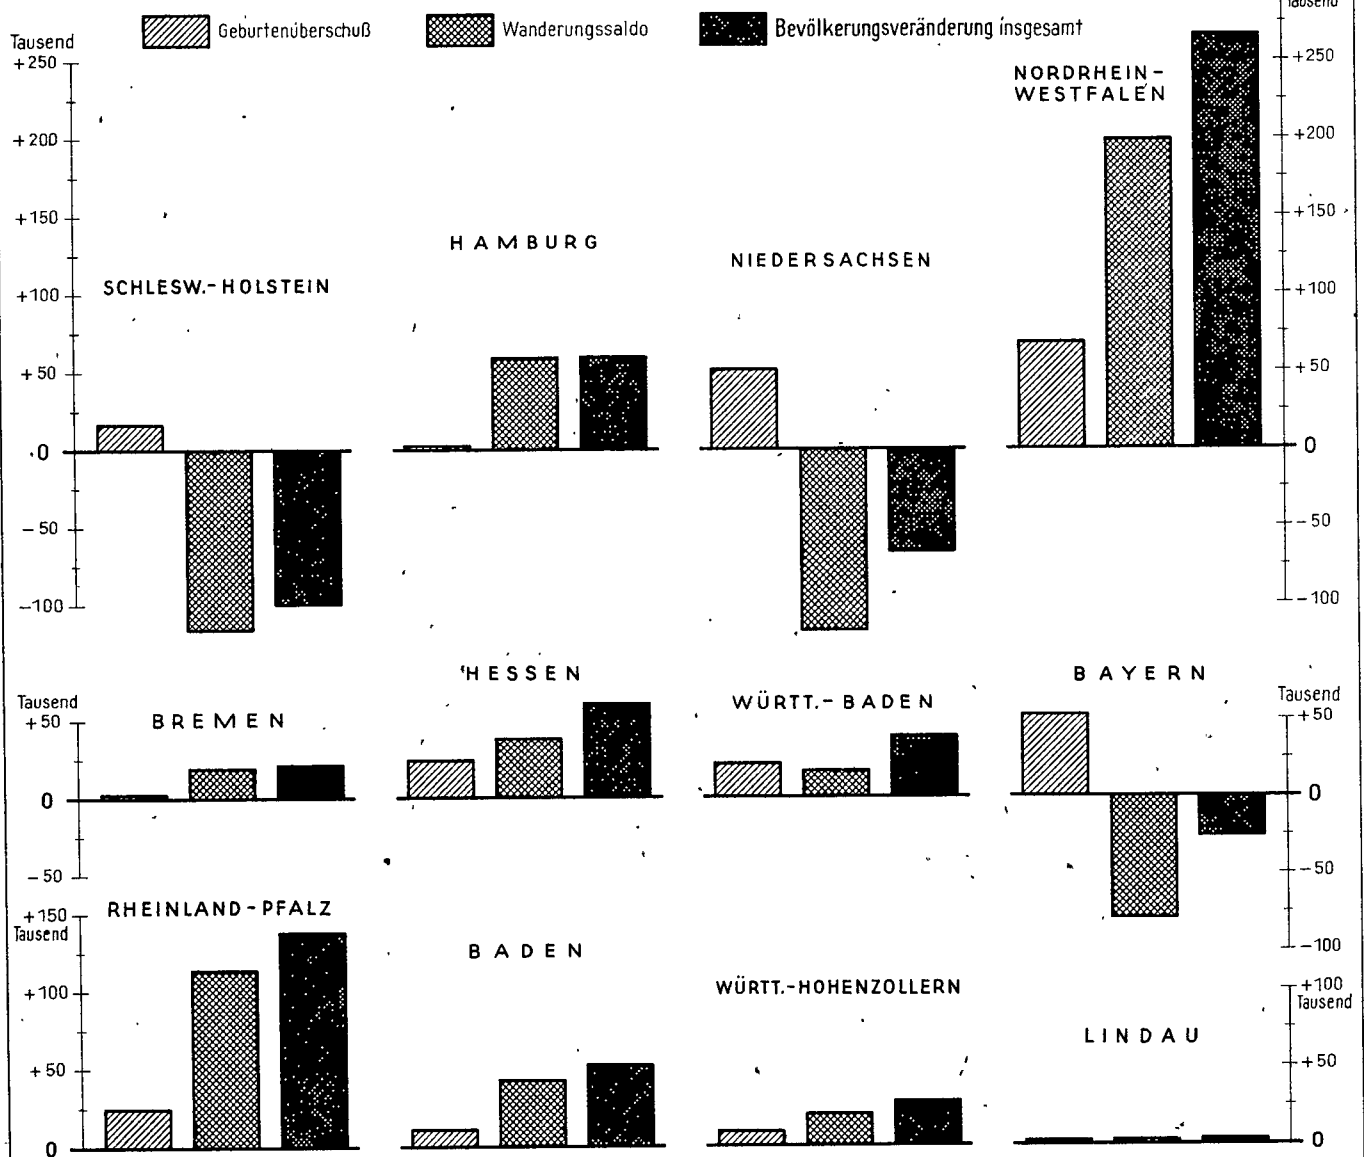 Geburtenüberschuß
Wanderungssaldo
Bevölkerungsveränderung insgesamt
Tausend
+250
+200
+150
+100
+50
0
-50
-100
SCHLESW.-HOLSTEIN
HAMBURG
NIEDERSACHSEN
NORDRHEIN-
WESTFALEN
Tausend
+250
+200
+150
+100
+50
0
-50
-100
Tausend
+50
0
-50
BREMEN
HESSEN
WÜRTT.-BADEN
BAYERN
Tausend
+50
0
-50
-100
+150
Tausend
+100
+50
0
RHEINLAND-PFALZ
BADEN
WÜRTT.-HOHENZOLLERN
LINDAU
+100
Tausend
+50
0